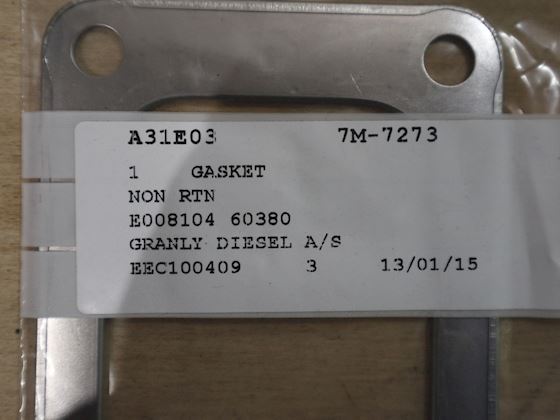 A31E03 7M-7273
1 GASKET
NON RTN
E008104 60380
GRANLY DIESEL A/S
EEC100409 3 13/01/15